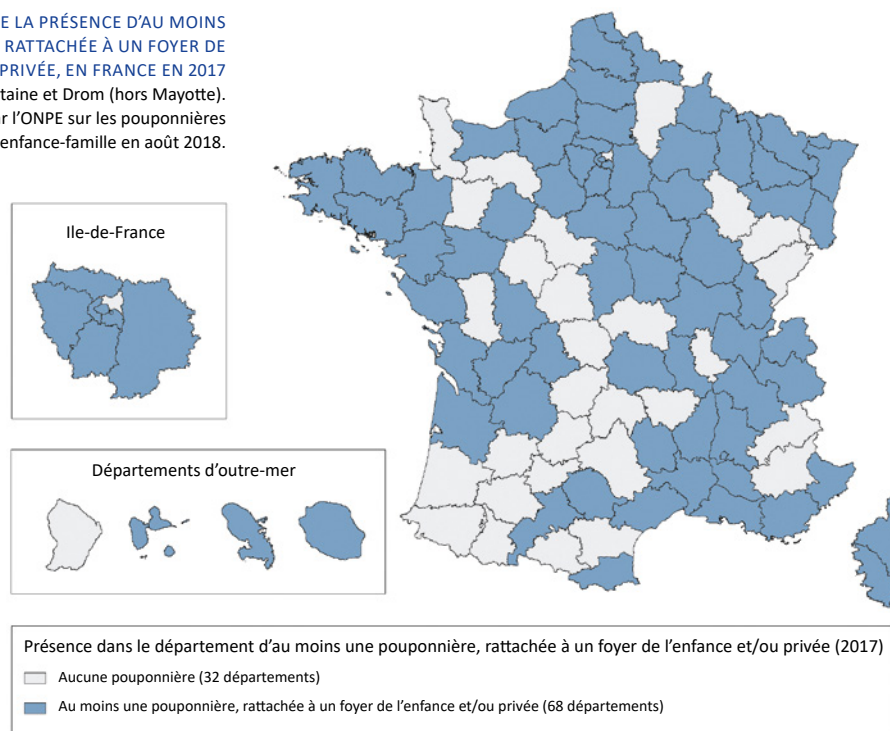 E LA PRÉSENCE D’AU MOINS
RATTACHÉE À UN FOYER DE
PRIVÉE, EN FRANCE EN 2017
taine et Drom (hors Mayotte).
ar l’ONPE sur les pouponnières
enfance-famille en août 2018.
Ile-de-France
Départements d’outre-mer
Présence dans le département d’au moins une pouponnière, rattachée à un foyer de l’enfance et/ou privée (2017)
Aucune pouponnière (32 départements)
Au moins une pouponnière, rattachée à un foyer de l’enfance et/ou privée (68 départements)